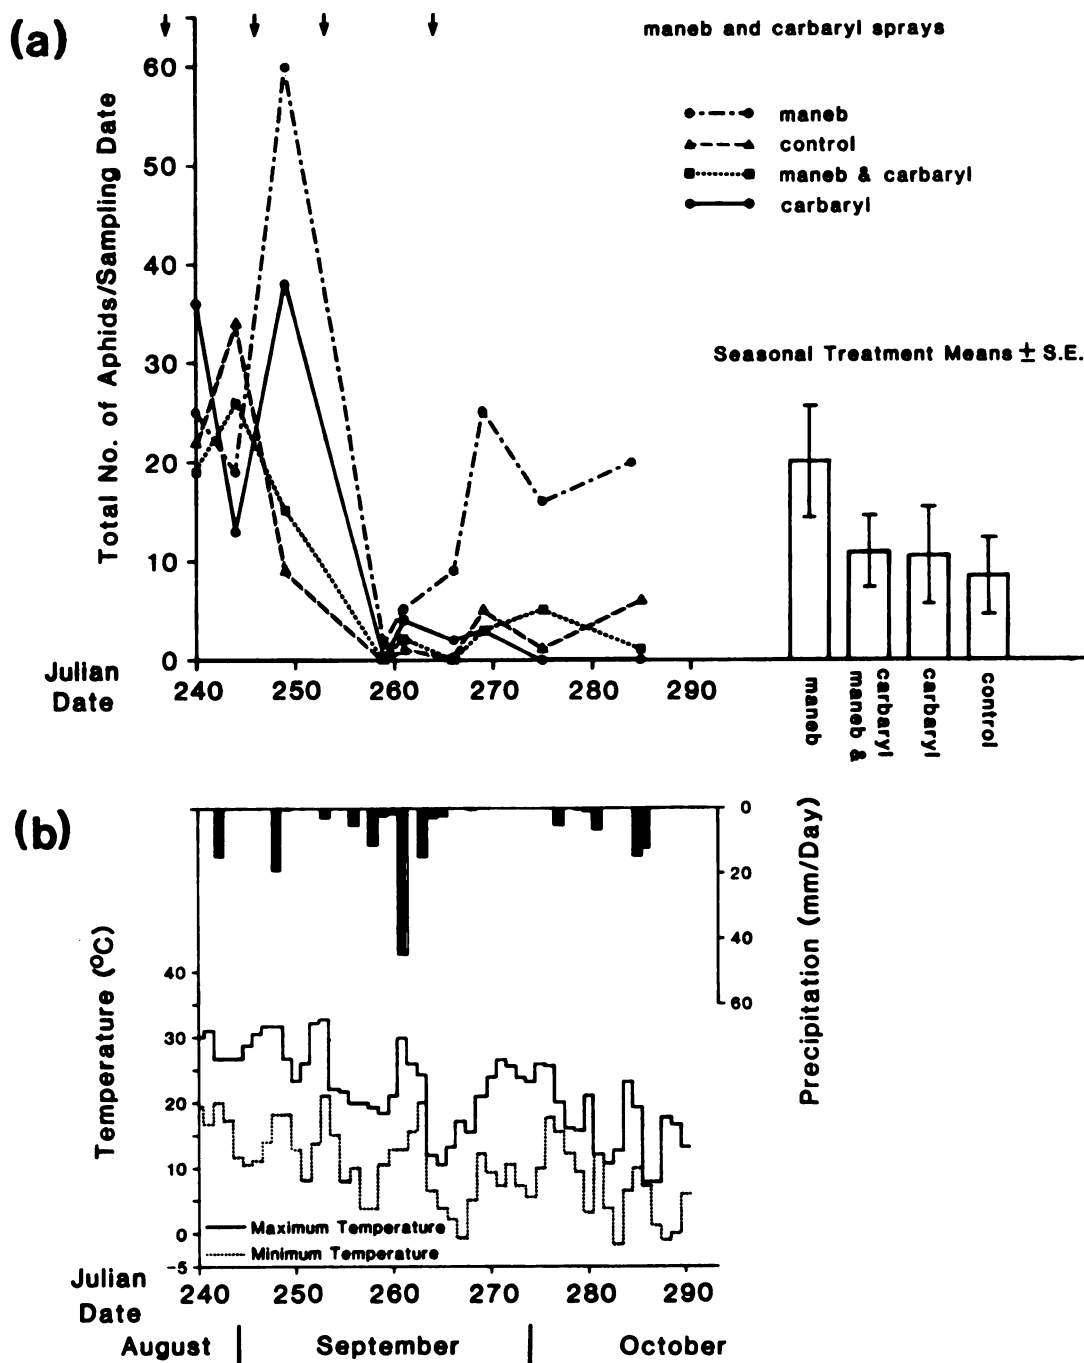 (a)
maneb and carbaryl sprays
Total No. of Aphids/Sampling Date
60
50
40
30
20
10
0
maneb
control
maneb & carbaryl
carbaryl
Seasonal Treatment Means ± S.E.
Julian
Date
240 250 260 270 280 290
maneb
maneb &
carbaryl
carbaryl
control
(b)
Temperature (°C)
40
30
20
10
0
-5
Precipitation (mm/Day)
0
20
40
60
Maximum Temperature
Minimum Temperature
Julian
Date
240 250 260 270 280 290
August September October